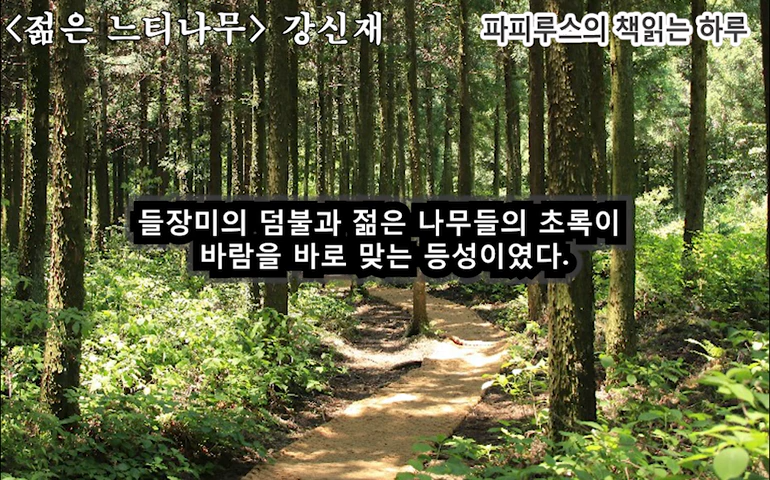 <젊은 느티나무> 강신재
파피루스의 책읽는 하루
들장미의 덤불과 젊은 나무들의 초록이
바람을 바로 맞는 등성이였다.